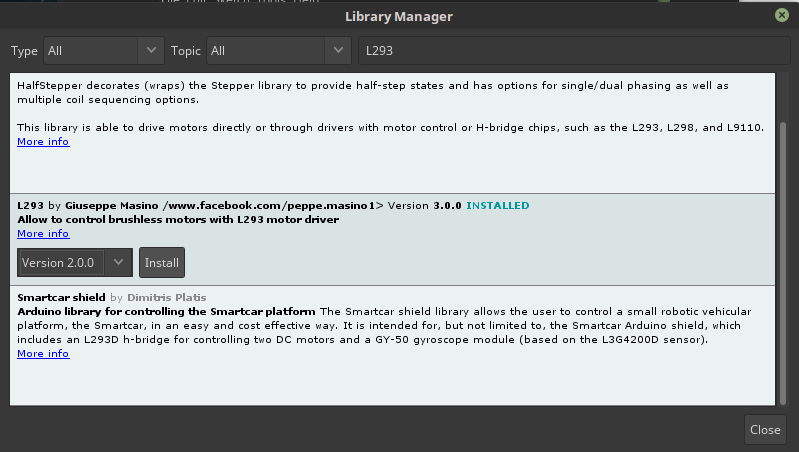 Library Manager
Type All Topic All L293
HalfStepper decorates (wraps) the Stepper library to provide half-step states and has options for single/dual phasing as well as
multiple coil sequencing options.
This library is able to drive motors directly or through drivers with motor control or H-bridge chips, such as the L293, L298, and L9110.
More info
L293 by Giuseppe Masino /www.facebook.com/peppe.masino1> Version 3.0.0 INSTALLED
Allow to control brushless motors with L293 motor driver
More info
Version 2.0.0 Install
Smartcar shield by Dimitris Platis
Arduino library for controlling the Smartcar platform The Smartcar shield library allows the user to control a small robotic vehicular
platform, the Smartcar, in an easy and cost effective way. It is intended for, but not limited to, the Smartcar Arduino shield, which
includes an L293D h-bridge for controlling two DC motors and a GY-50 gyroscope module (based on the L3G4200D sensor).
More info
Close